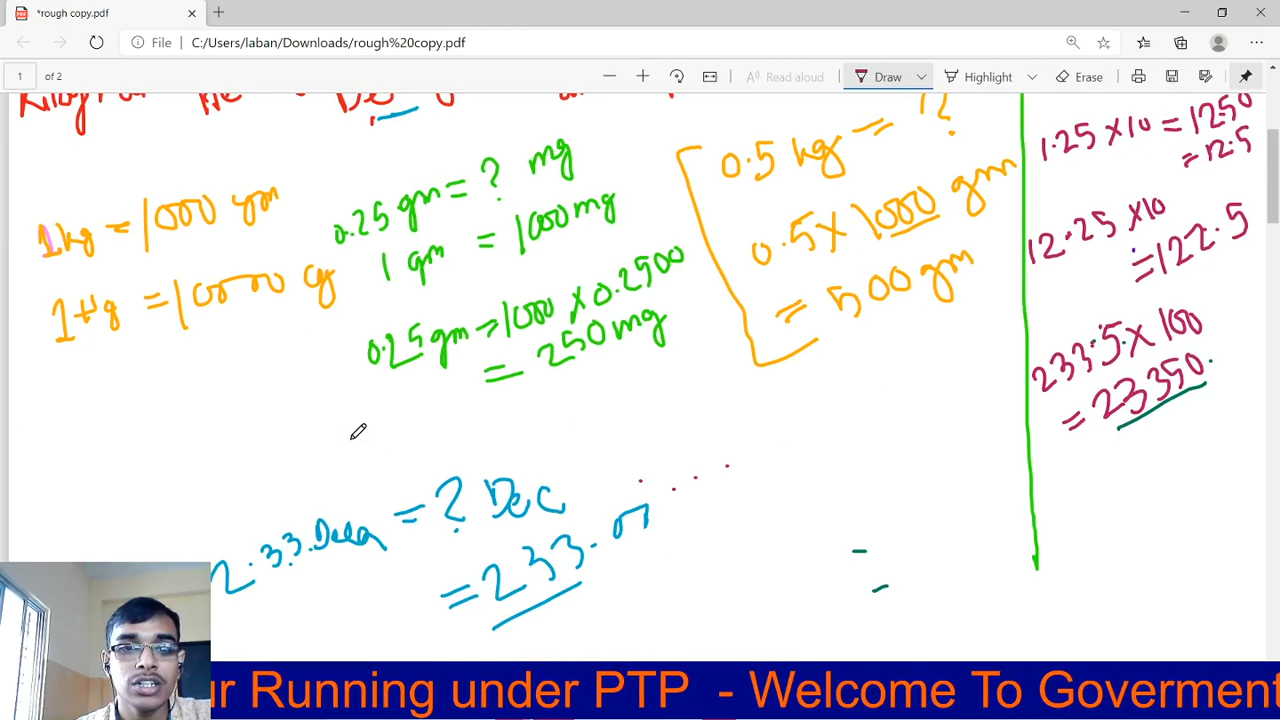 *rough copy.pdf
File C:/Users/laban/Downloads/rough%20copy.pdf
1 of 2 Read aloud Draw Highlight Erase
1kg = 1000 gm
1kg = 10000 cg
0.25 gm = ? mg
1 gm = 1000 mg
0.25 gm = 1000 x 0.2500
= 250 mg
0.5 kg = ?
0.5 x 1000 gm
= 500 gm
1.25 x 10 = 12.50
= 12.5
12.25 x 10
= 122.5
233.5 x 100
= 23350.
2.33.Deca = ? Dec
= 233.
ur Running under PTP - Welcome To Goverment